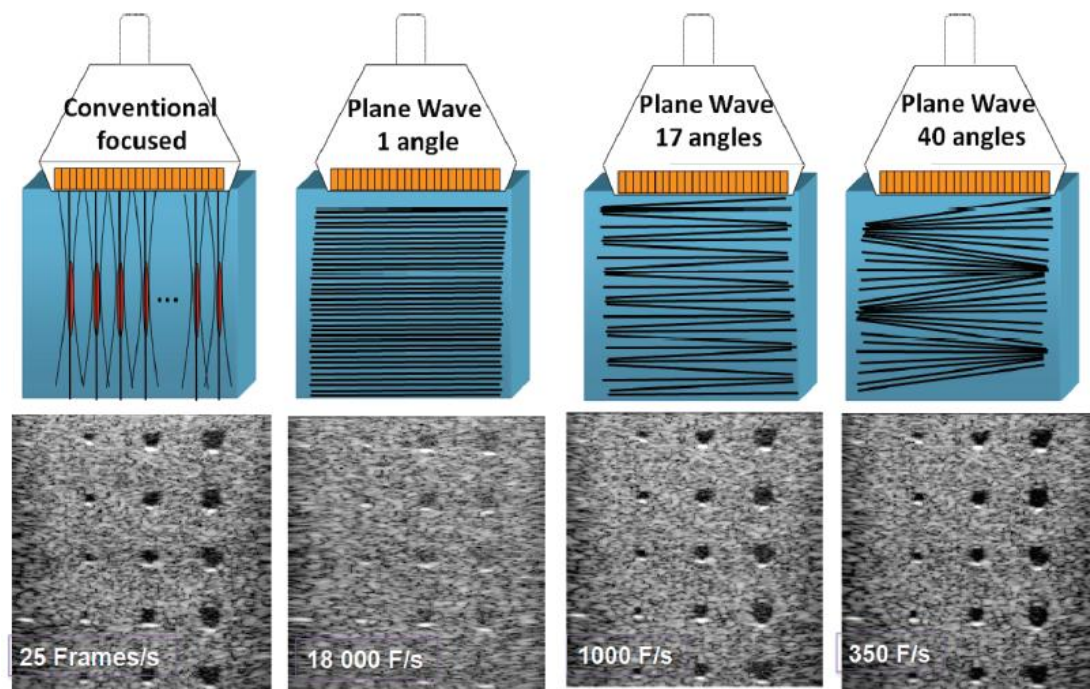 Conventional
focused
Plane Wave
1 angle
Plane Wave
17 angles
Plane Wave
40 angles
...
25 Frames/s
18 000 F/s
1000 F/s
350 F/s